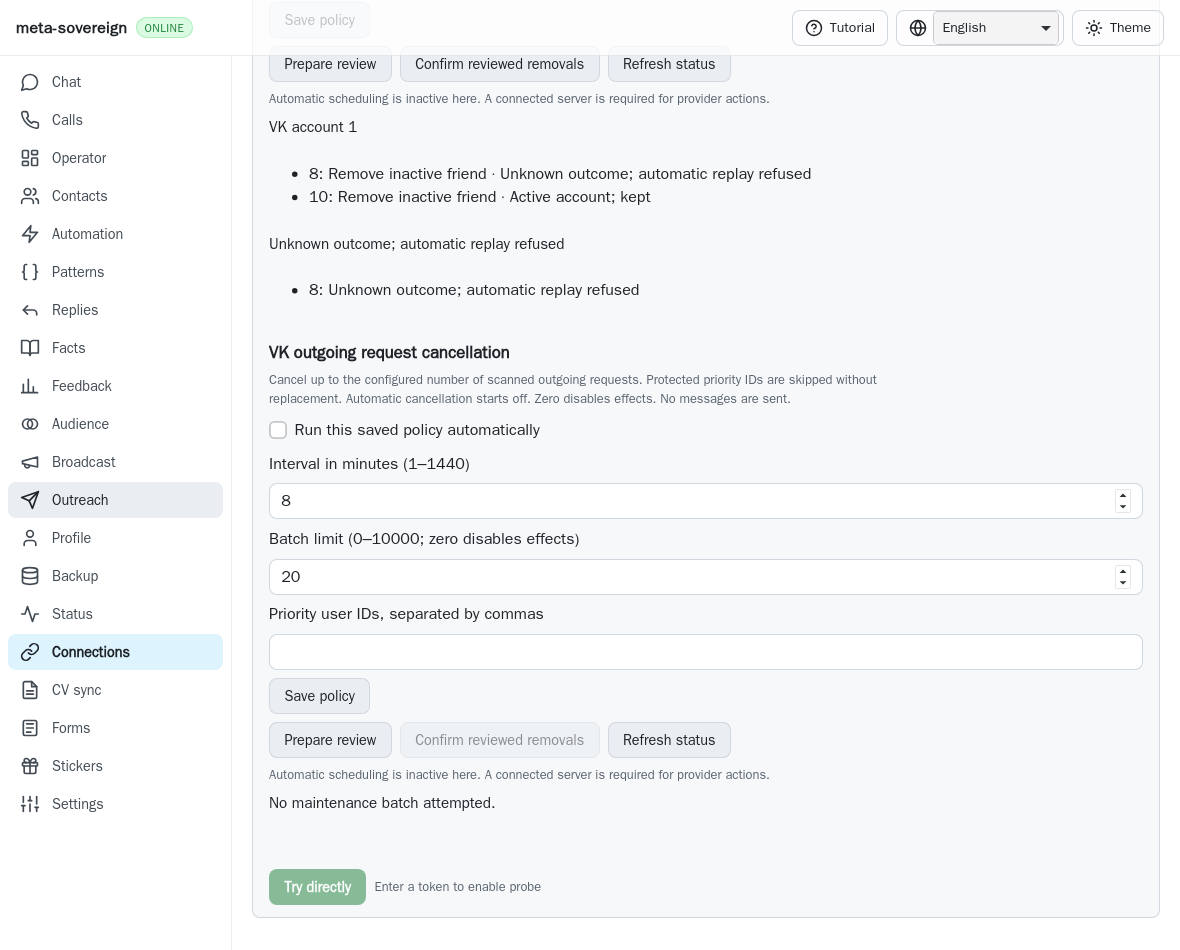 meta-sovereign ONLINE
Tutorial
English
Theme
Chat
Calls
Operator
Contacts
Automation
Patterns
Replies
Facts
Feedback
Audience
Broadcast
Outreach
Profile
Backup
Status
Connections
CV sync
Forms
Stickers
Settings
Save policy
Prepare review Confirm reviewed removals Refresh status
Automatic scheduling is inactive here. A connected server is required for provider actions.
VK account 1
• 8: Remove inactive friend · Unknown outcome; automatic replay refused
• 10: Remove inactive friend · Active account; kept
Unknown outcome; automatic replay refused
• 8: Unknown outcome; automatic replay refused
VK outgoing request cancellation
Cancel up to the configured number of scanned outgoing requests. Protected priority IDs are skipped without
replacement. Automatic cancellation starts off. Zero disables effects. No messages are sent.
Run this saved policy automatically
Interval in minutes (1–1440)
8
Batch limit (0–10000; zero disables effects)
20
Priority user IDs, separated by commas
Save policy
Prepare review Confirm reviewed removals Refresh status
Automatic scheduling is inactive here. A connected server is required for provider actions.
No maintenance batch attempted.
Try directly Enter a token to enable probe